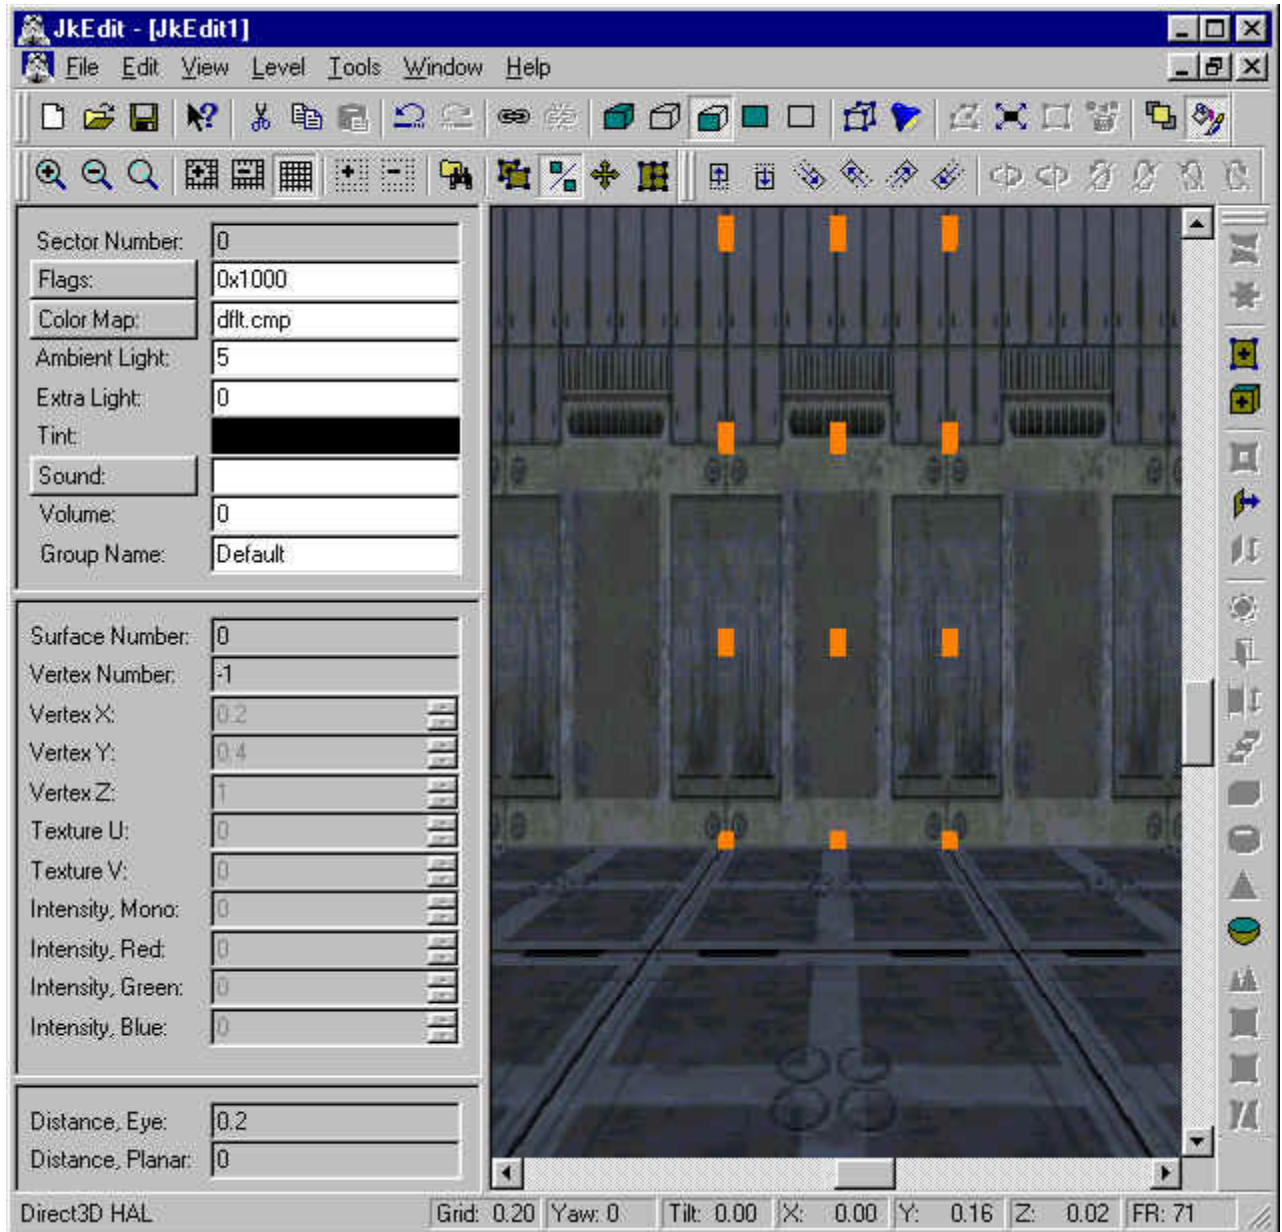 JkEdit - [JkEdit1]
File Edit View Level Tools Window Help
Sector Number: 0
Flags: 0x1000
Color Map: dflt.cmp
Ambient Light: 5
Extra Light: 0
Tint:
Sound:
Volume: 0
Group Name: Default
Surface Number: 0
Vertex Number: -1
Vertex X: 0.2
Vertex Y: 0.4
Vertex Z: 1
Texture U: 0
Texture V: 0
Intensity, Mono: 0
Intensity, Red: 0
Intensity, Green: 0
Intensity, Blue: 0
Distance, Eye: 0.2
Distance, Planar: 0
Direct3D HAL Grid: 0.20 Yaw: 0 Tilt: 0.00 X: 0.00 Y: 0.16 Z: 0.02 FR: 71